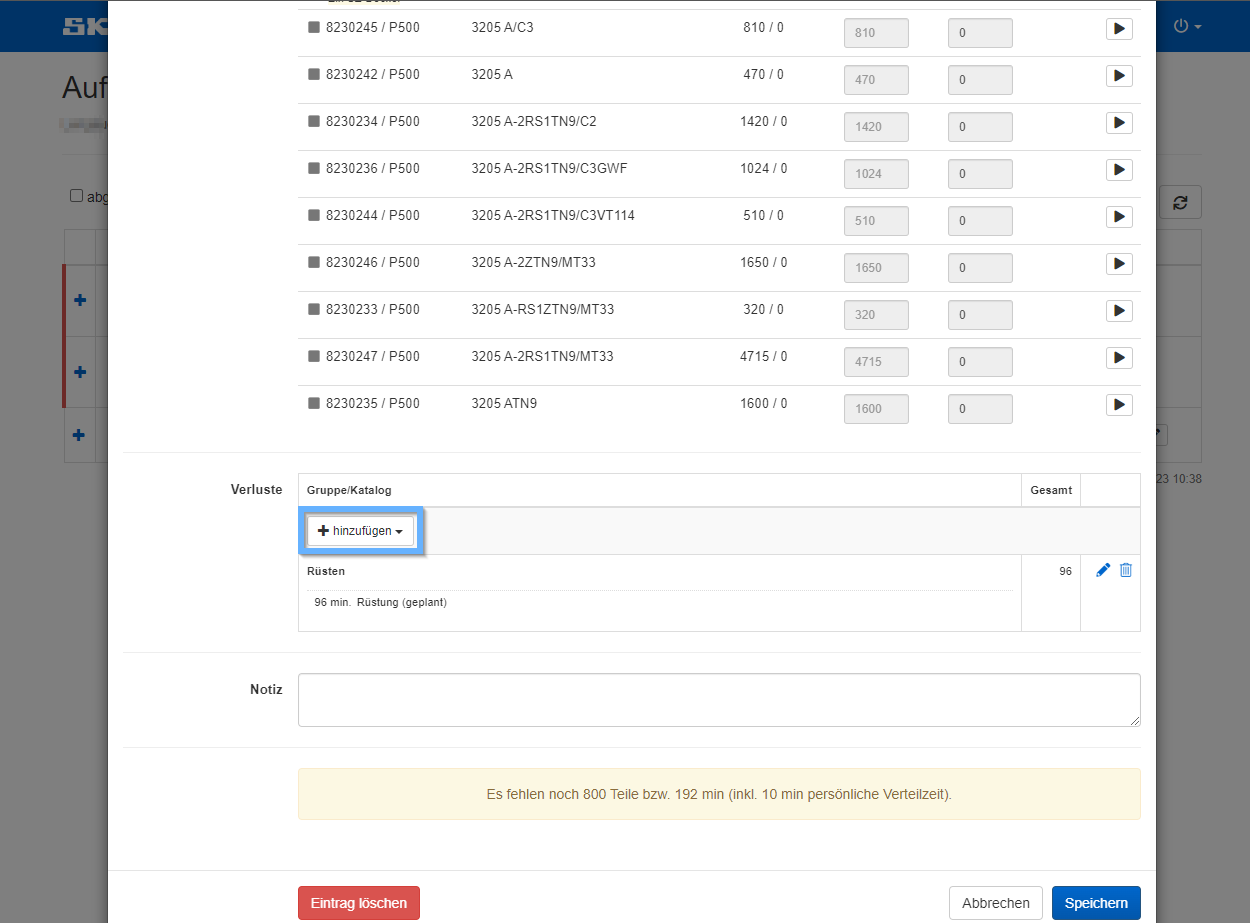 SK
Auf
abg
8230245 / P500 3205 A/C3 810 / 0 810 0
8230242 / P500 3205 A 470 / 0 470 0
8230234 / P500 3205 A-2RS1TN9/C2 1420 / 0 1420 0
8230236 / P500 3205 A-2RS1TN9/C3GWF 1024 / 0 1024 0
8230244 / P500 3205 A-2RS1TN9/C3VT114 510 / 0 510 0
8230246 / P500 3205 A-2ZTN9/MT33 1650 / 0 1650 0
8230233 / P500 3205 A-RS1ZTN9/MT33 320 / 0 320 0
8230247 / P500 3205 A-2RS1TN9/MT33 4715 / 0 4715 0
8230235 / P500 3205 ATN9 1600 / 0 1600 0
23 10:38
Verluste Gruppe/Katalog Gesamt
hinzufügen
Rüsten 96
96 min. Rüstung (geplant)
Notiz
Es fehlen noch 800 Teile bzw. 192 min (inkl. 10 min persönliche Verteilzeit).
Eintrag löschen Abbrechen Speichern